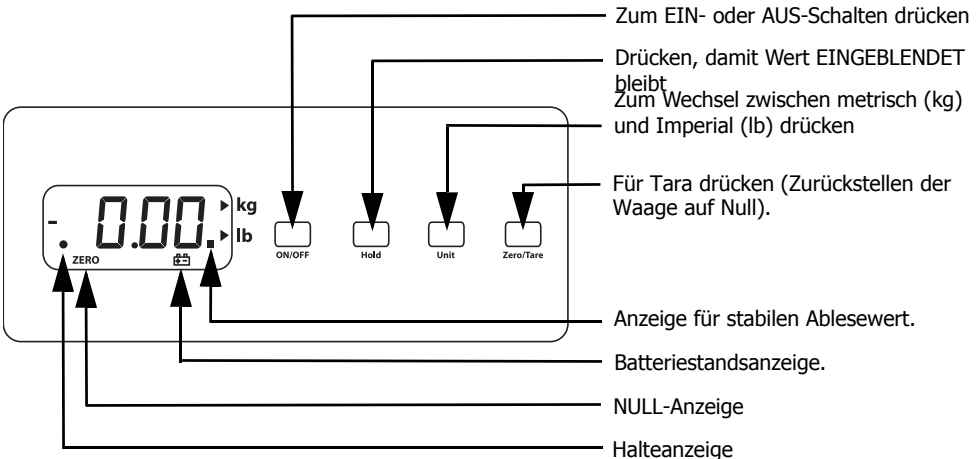 Zum EIN- oder AUS-Schalten drücken
Drücken, damit Wert EINGEBLENDET
bleibt
Zum Wechsel zwischen metrisch (kg)
und Imperial (lb) drücken
Für Tara drücken (Zurückstellen der
Waage auf Null).
- 0.00. kg
lb
ZERO
ON/OFF Hold Unit Zero/Tare
Anzeige für stabilen Ablesewert.
Batteriestandsanzeige.
NULL-Anzeige
Halteanzeige